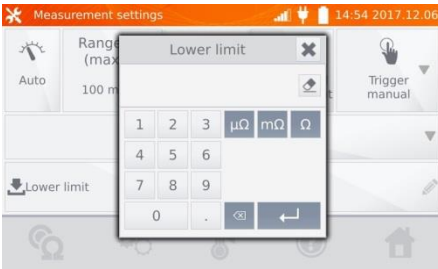 Measurement settings 14:54 2017.12.06
Auto
Range
(max
100 m
Lower limit
Trigger
manual
1 2 3 µΩ mΩ Ω
4 5 6
7 8 9
0 .
Lower limit